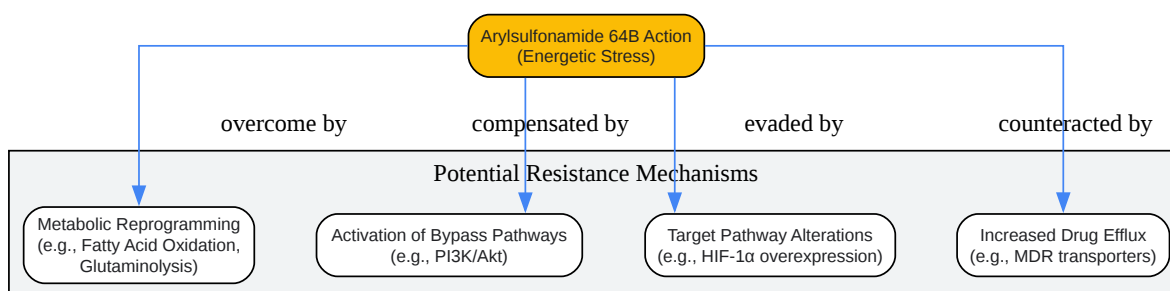 Arylsulfonamide 64B Action
(Energetic Stress)
overcome by
compensated by
evaded by
counteracted by
Potential Resistance Mechanisms
Metabolic Reprogramming
(e.g., Fatty Acid Oxidation,
Glutaminolysis)
Activation of Bypass Pathways
(e.g., PI3K/Akt)
Target Pathway Alterations
(e.g., HIF-1α overexpression)
Increased Drug Efflux
(e.g., MDR transporters)